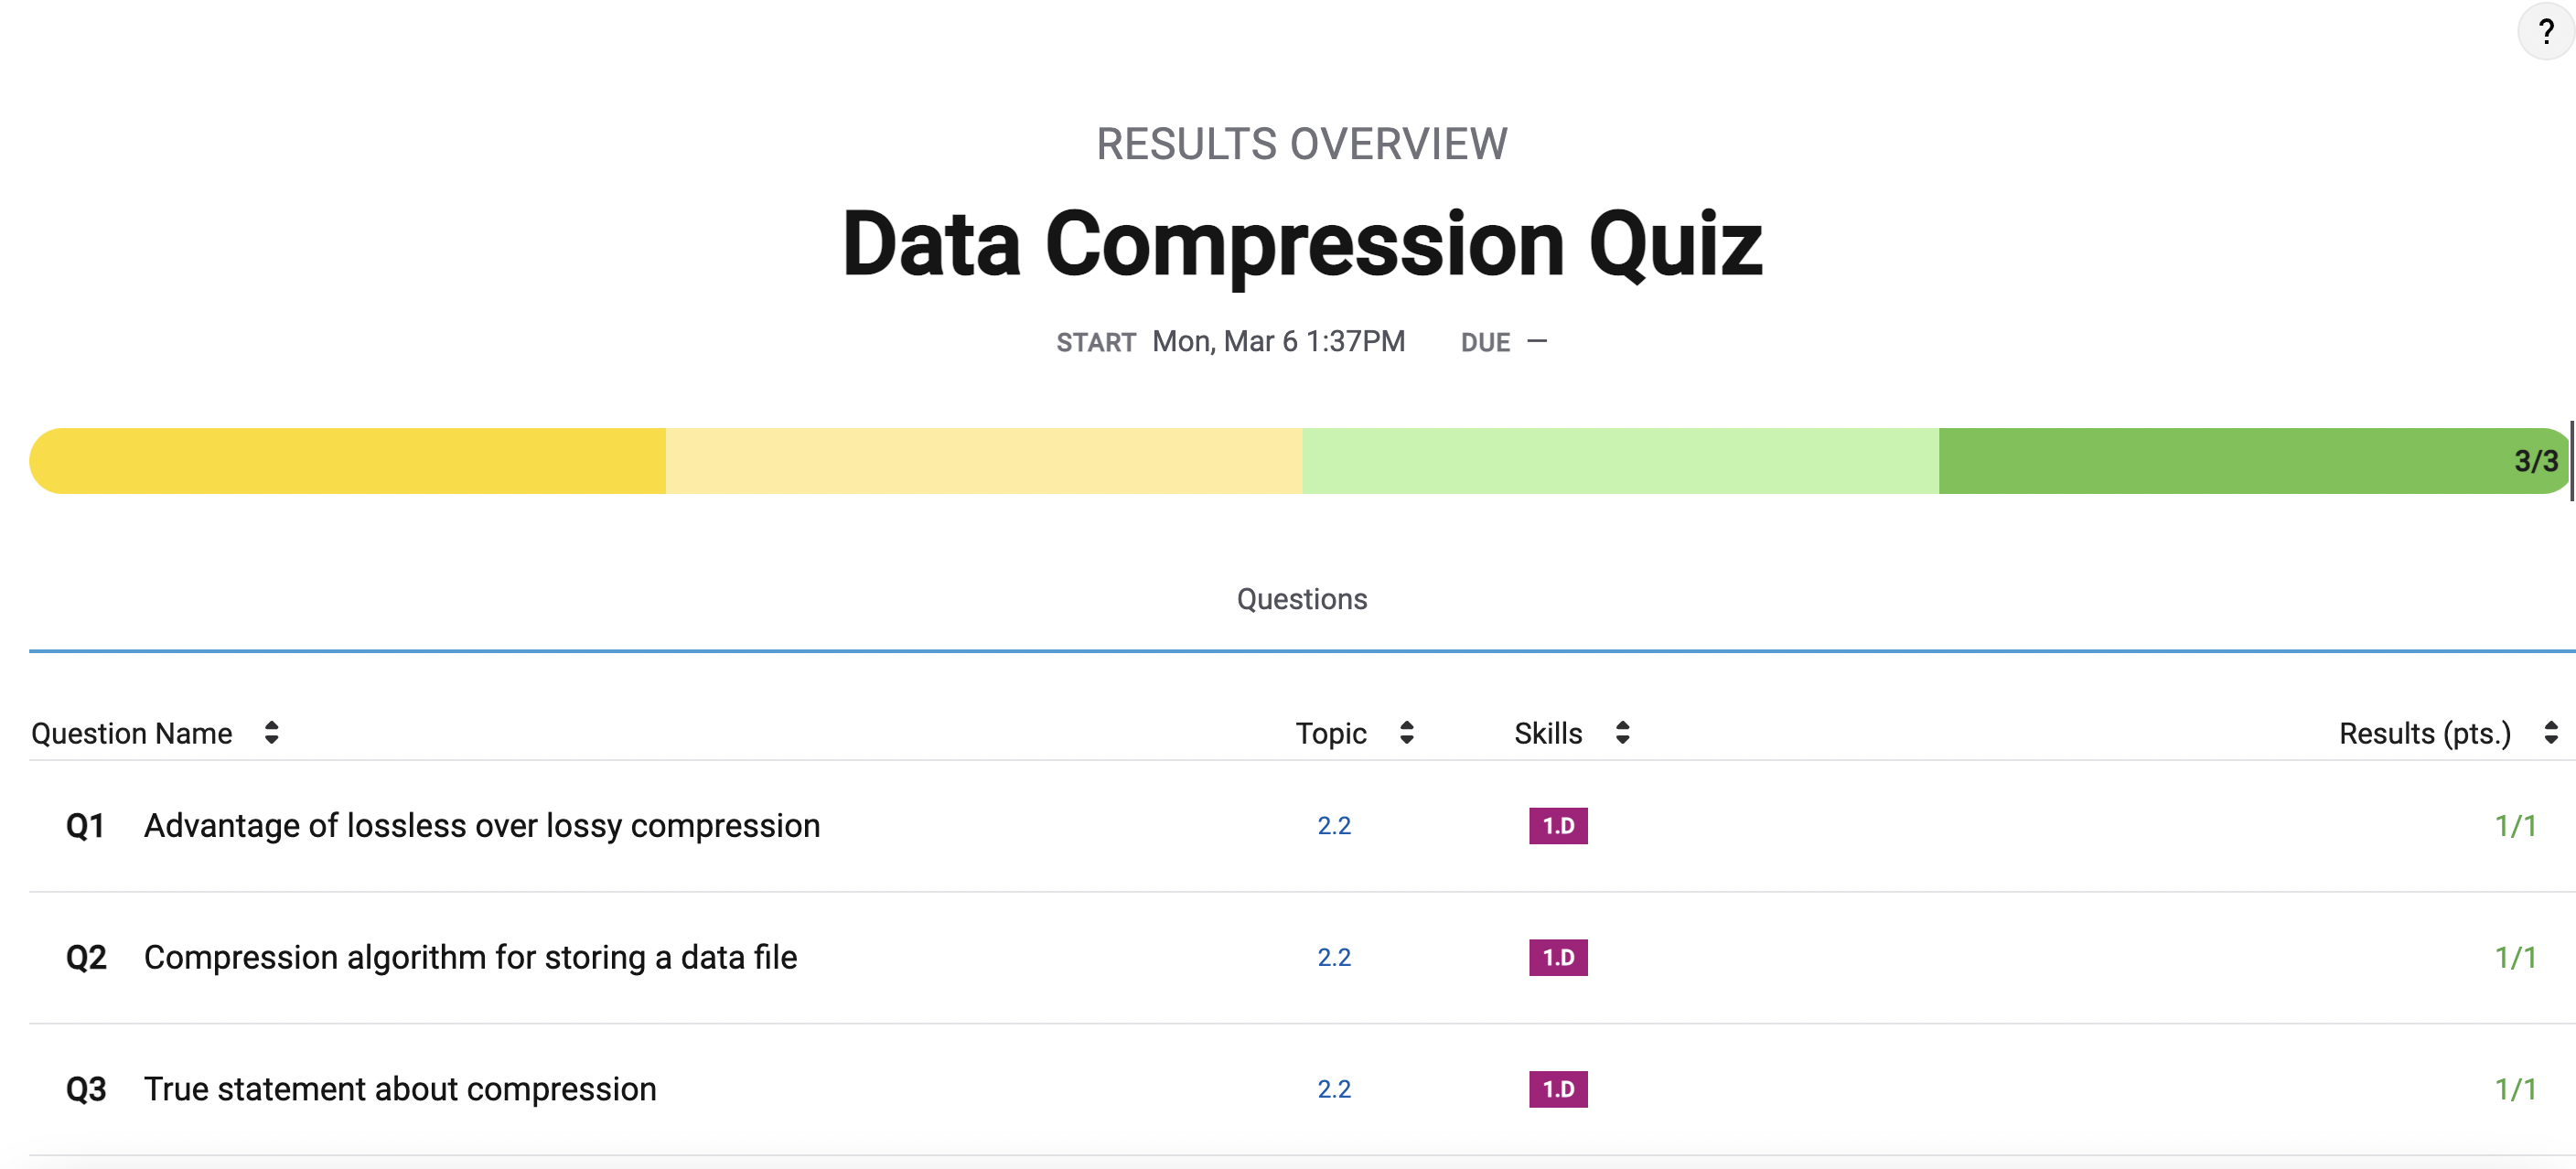 ?
RESULTS OVERVIEW
Data Compression Quiz
START Mon, Mar 6 1:37PM DUE —
3/3
Questions
Question Name Topic Skills Results (pts.)
Q1 Advantage of lossless over lossy compression 2.2 1.D 1/1
Q2 Compression algorithm for storing a data file 2.2 1.D 1/1
Q3 True statement about compression 2.2 1.D 1/1